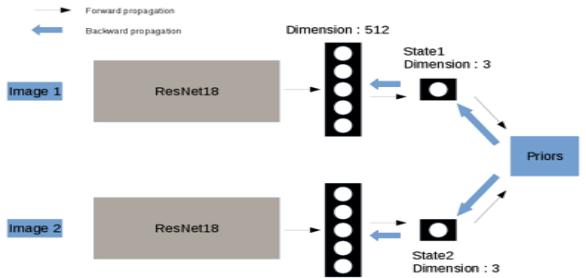 Forward propagation
Backward propagation
Dimension : 512
State1
Dimension : 3
Image 1
ResNet18
Priors
Image 2
ResNet18
State2
Dimension : 3